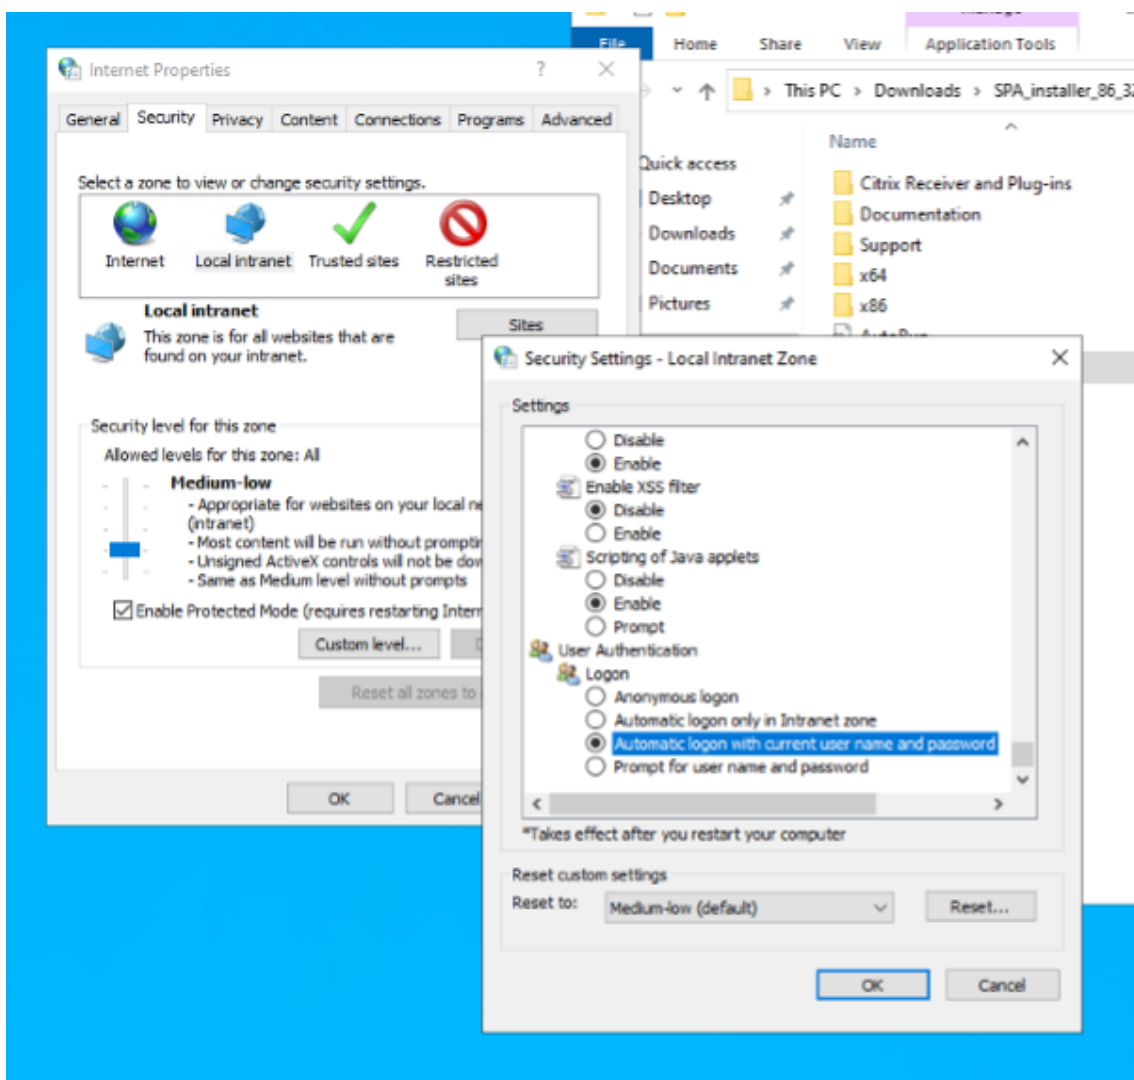 File Home Share View Application Tools
Internet Properties
This PC > Downloads > SPA_installer_86_32
General Security Privacy Content Connections Programs Advanced
Name
Quick access
Desktop
Downloads
Documents
Pictures
Citrix Receiver and Plug-ins
Documentation
Support
x64
x86
Select a zone to view or change security settings.
Internet Local intranet Trusted sites Restricted sites
Local intranet
Sites
This zone is for all websites that are
found on your intranet.
Security level for this zone
Allowed levels for this zone: All
Medium-low
- Appropriate for websites on your local ne
(intranet)
- Most content will be run without promptin
- Unsigned ActiveX controls will not be dow
- Same as Medium level without prompts
Enable Protected Mode (requires restarting Intern
Custom level...
Reset all zones to
OK Cancel
Security Settings - Local Intranet Zone
Settings
Disable
Enable
Enable XSS filter
Disable
Enable
Scripting of Java applets
Disable
Enable
Prompt
User Authentication
Logon
Anonymous logon
Automatic logon only in Intranet zone
Automatic logon with current user name and password
Prompt for user name and password
*Takes effect after you restart your computer
Reset custom settings
Reset to: Medium-low (default) Reset...
OK Cancel